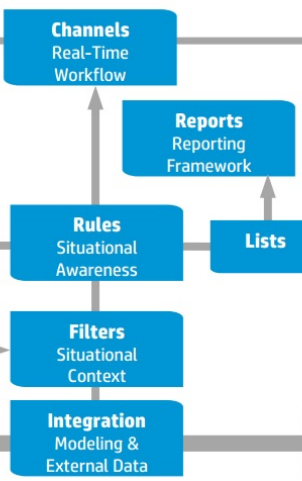 Channels
Real-Time
Workflow
Reports
Reporting
Framework
Rules
Situational
Awareness
Lists
Filters
Situational
Context
Integration
Modeling &
External Data